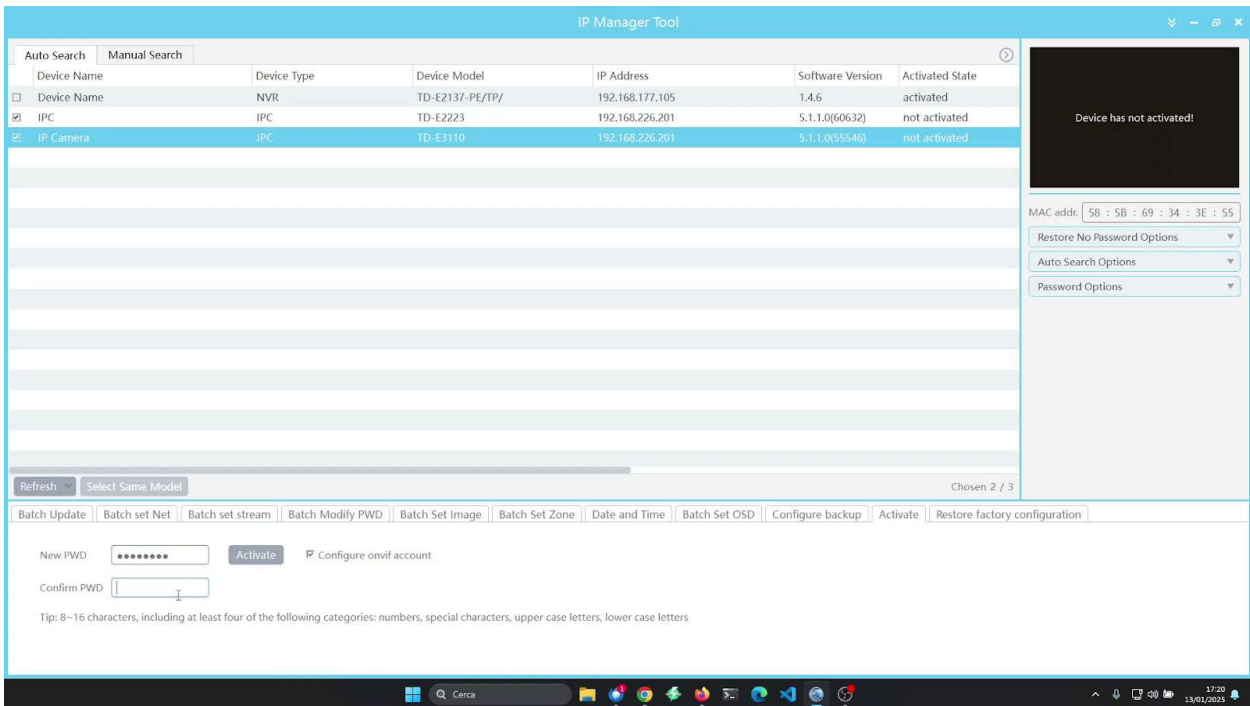 IP Manager Tool
Auto Search Manual Search
Device Name Device Type Device Model IP Address Software Version Activated State
Device Name NVR TD-E2137-PE/TP/ 192.168.177.105 1.4.6 activated
IPC IPC TD-E2223 192.168.226.201 5.1.1.0(60632) not activated
IP Camera IPC TD-E3110 192.168.226.201 5.1.1.0(55546) not activated
Device has not activated!
MAC addr. 58 : 5B : 69 : 34 : 3E : 55
Restore No Password Options
Auto Search Options
Password Options
Refresh Select Same Model Chosen 2 / 3
Batch Update Batch set Net Batch set stream Batch Modify PWD Batch Set Image Batch Set Zone Date and Time Batch Set OSD Configure backup Activate Restore factory configuration
New PWD ●●●●●●●● Activate Configure onvif account
Confirm PWD
Tip: 8~16 characters, including at least four of the following categories: numbers, special characters, upper case letters, lower case letters
Cerca
17:20
13/01/2025